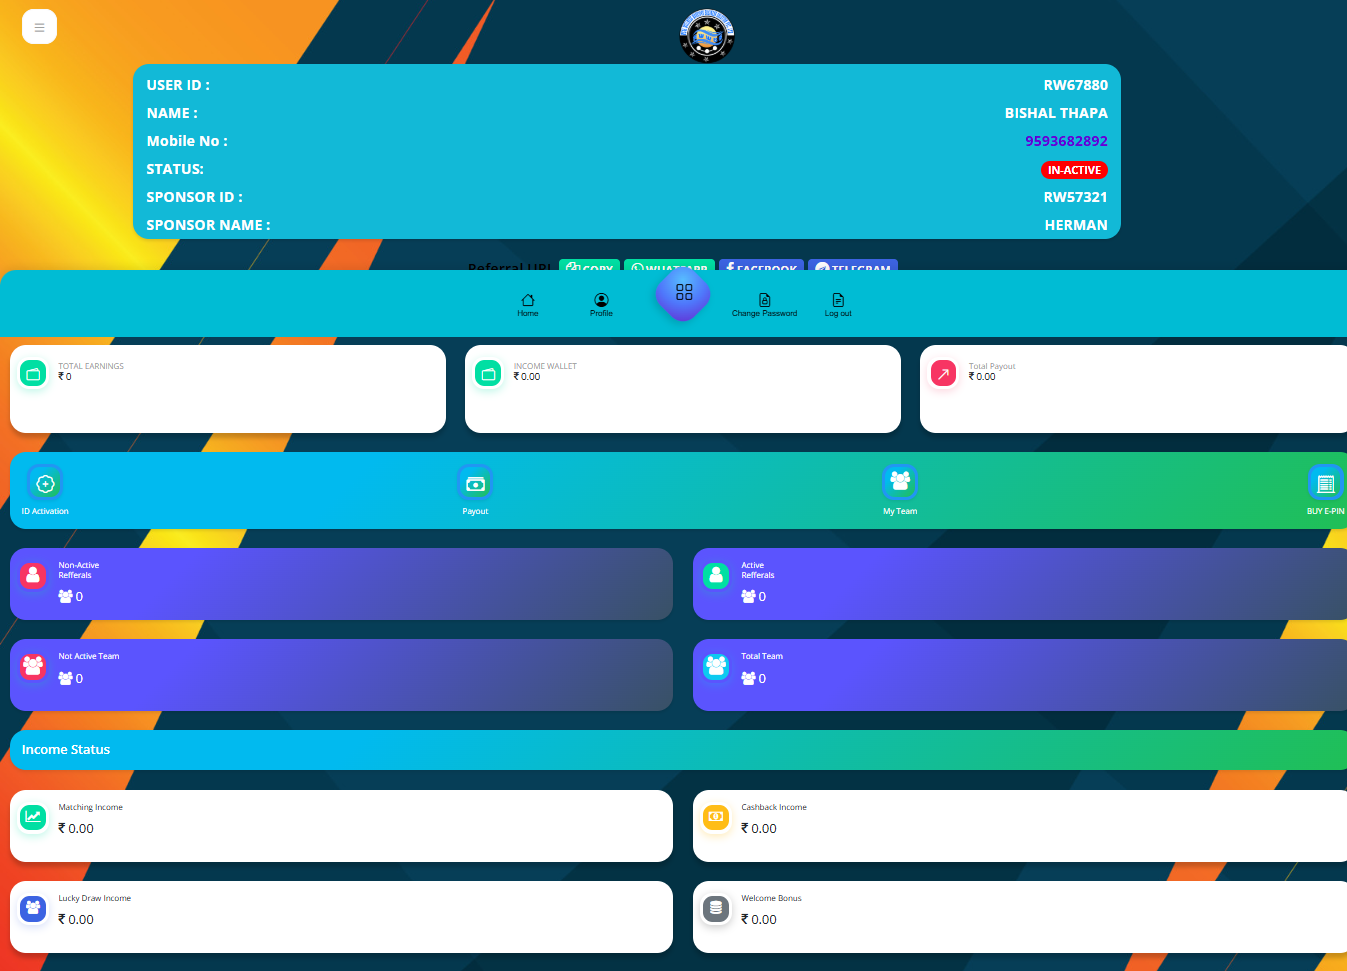 USER ID : RW67880
NAME : BISHAL THAPA
Mobile No : 9593682892
STATUS: IN-ACTIVE
SPONSOR ID : RW57321
SPONSOR NAME : HERMAN
Referral URL COPY WHATSAPP FACEBOOK TELEGRAM
Home Profile Change Password Log out
TOTAL EARNINGS INCOME WALLET Total Payout
₹ 0 ₹ 0.00 ₹ 0.00
ID Activation Payout My Team BUY E-PIN
Non-Active Active
Refferals Refferals
0 0
Not Active Team Total Team
0 0
Income Status
Matching Income Cashback Income
₹ 0.00 ₹ 0.00
Lucky Draw Income Welcome Bonus
₹ 0.00 ₹ 0.00